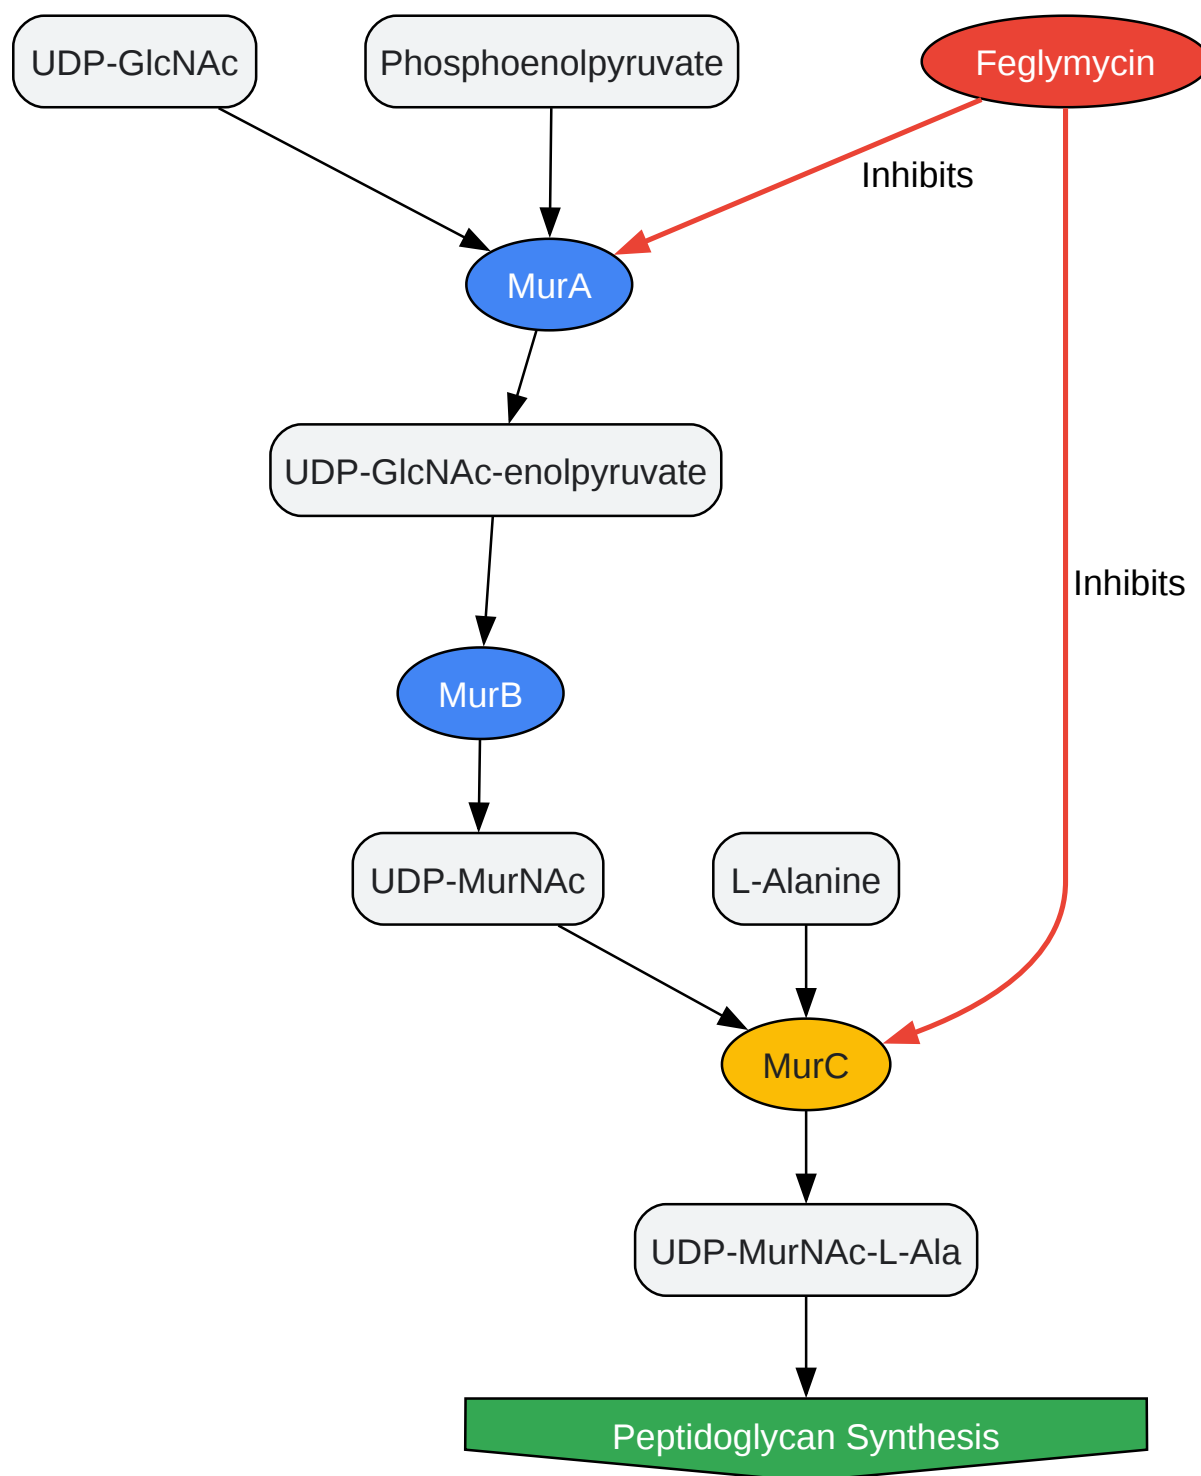 UDP-GlcNAc
Phosphoenolpyruvate
Feglymycin
Inhibits
MurA
UDP-GlcNAc-enolpyruvate
Inhibits
MurB
UDP-MurNAc
L-Alanine
MurC
UDP-MurNAc-L-Ala
Peptidoglycan Synthesis